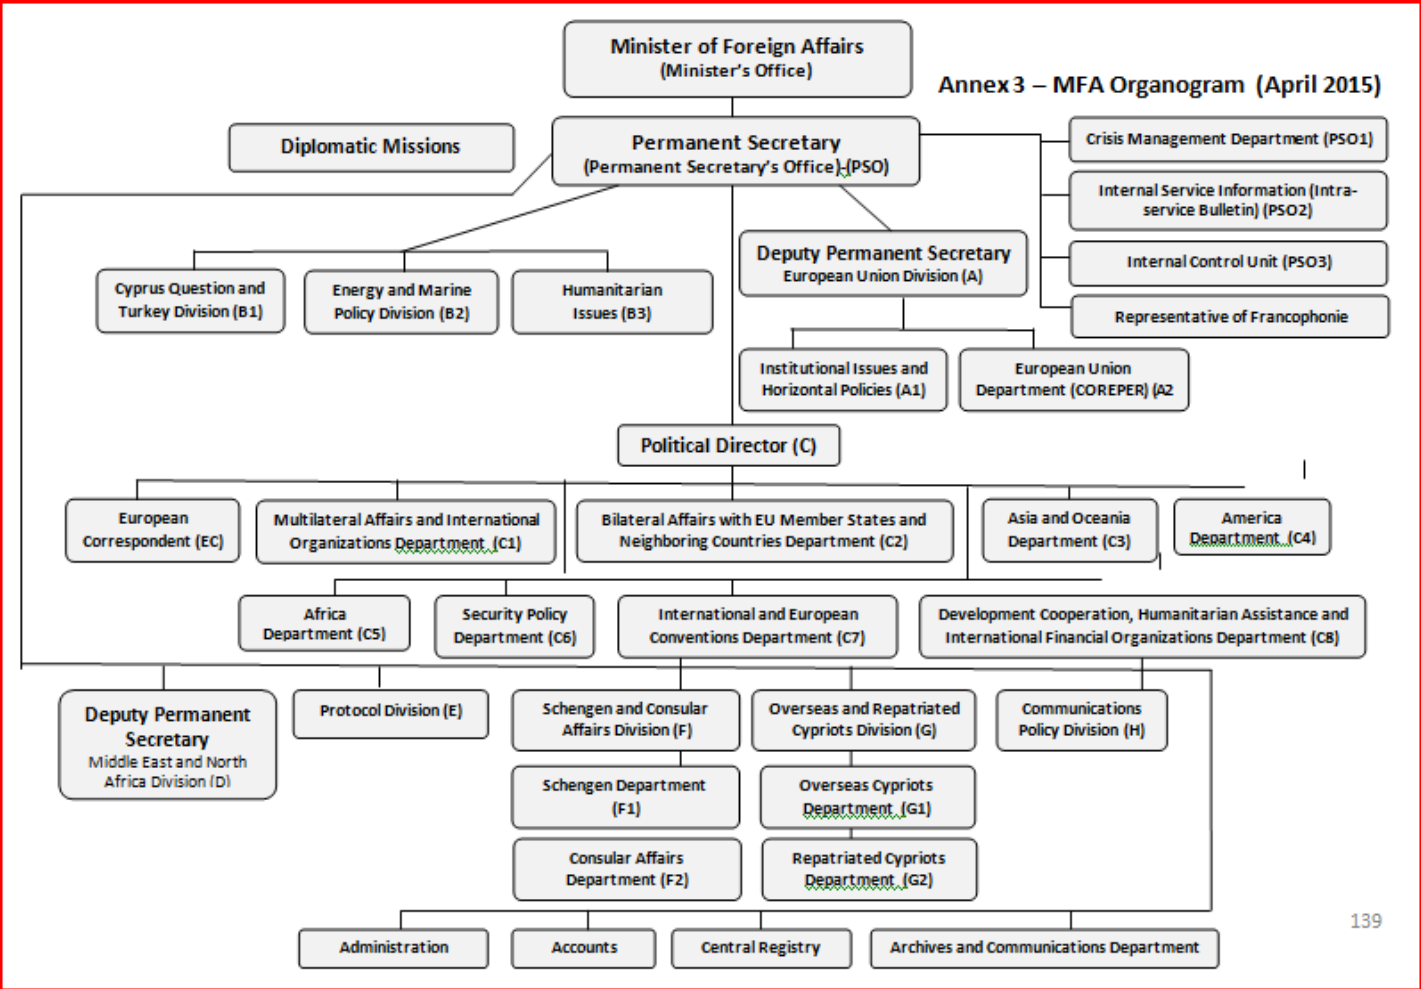 Minister of Foreign Affairs
(Minister's Office)
Annex 3 – MFA Organogram (April 2015)
Diplomatic Missions
Permanent Secretary
(Permanent Secretary's Office)-(PSO)
Crisis Management Department (PSO1)
Internal Service Information (Intra-
service Bulletin) (PSO2)
Internal Control Unit (PSO3)
Representative of Francophonie
Deputy Permanent Secretary
European Union Division (A)
Cyprus Question and
Turkey Division (B1)
Energy and Marine
Policy Division (B2)
Humanitarian
Issues (B3)
Institutional Issues and
Horizontal Policies (A1)
European Union
Department (COREPER) (A2
Political Director (C)
European
Correspondent (EC)
Multilateral Affairs and International
Organizations Department (C1)
Bilateral Affairs with EU Member States and
Neighboring Countries Department (C2)
Asia and Oceania
Department (C3)
America
Department (C4)
Africa
Department (C5)
Security Policy
Department (C6)
International and European
Conventions Department (C7)
Development Cooperation, Humanitarian Assistance and
International Financial Organizations Department (C8)
Deputy Permanent
Secretary
Middle East and North
Africa Division (D)
Protocol Division (E)
Schengen and Consular
Affairs Division (F)
Overseas and Repatriated
Cypriots Division (G)
Communications
Policy Division (H)
Schengen Department
(F1)
Overseas Cypriots
Department (G1)
Consular Affairs
Department (F2)
Repatriated Cypriots
Department (G2)
Administration
Accounts
Central Registry
Archives and Communications Department
139